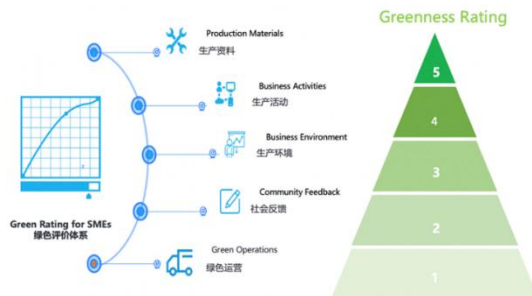 Greenness Rating
Production Materials
生产资料
Business Activities
生产活动
Business Environment
生产环境
Community Feedback
社会反馈
Green Operations
绿色运营
Green Rating for SMEs
绿色评价体系
5
4
3
2
1